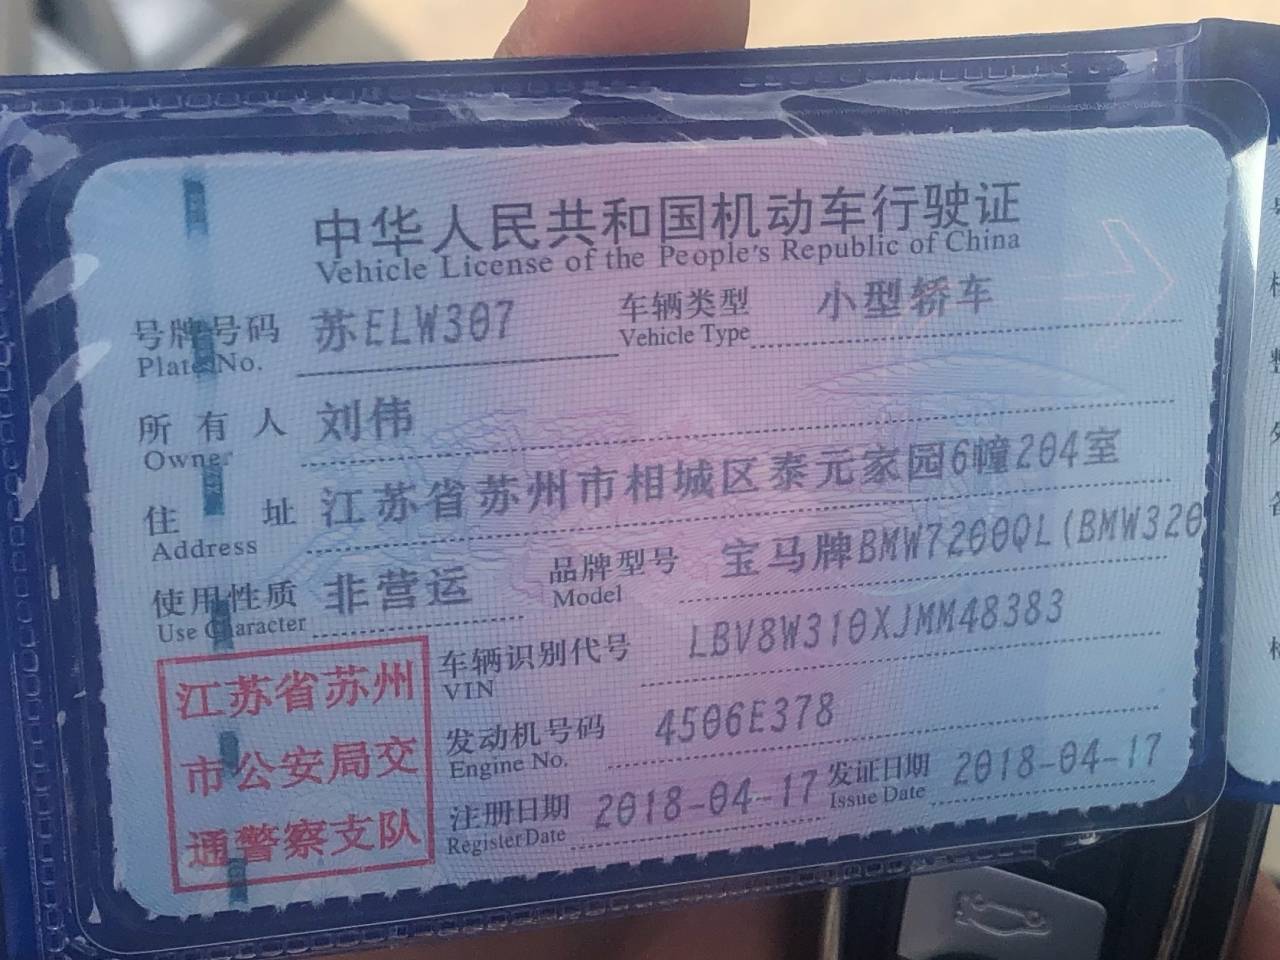 中华人民共和国机动车行驶证
Vehicle License of the People's Republic of China
号牌号码 苏ELW307 车辆类型 小型轿车
Plate No. Vehicle Type
所有人 刘伟
Owner
住址 江苏省苏州市相城区泰元家园6幢204室
Address
使用性质 非营运 品牌型号 宝马牌BMW7200QL(BMW320
Use Character Model
车辆识别代号 LBV8W310XJMM48383
VIN
发动机号码 4506E378
Engine No.
注册日期 2018-04-17 发证日期 2018-04-17
Register Date Issue Date
江苏省苏州
市公安局交
通警察支队